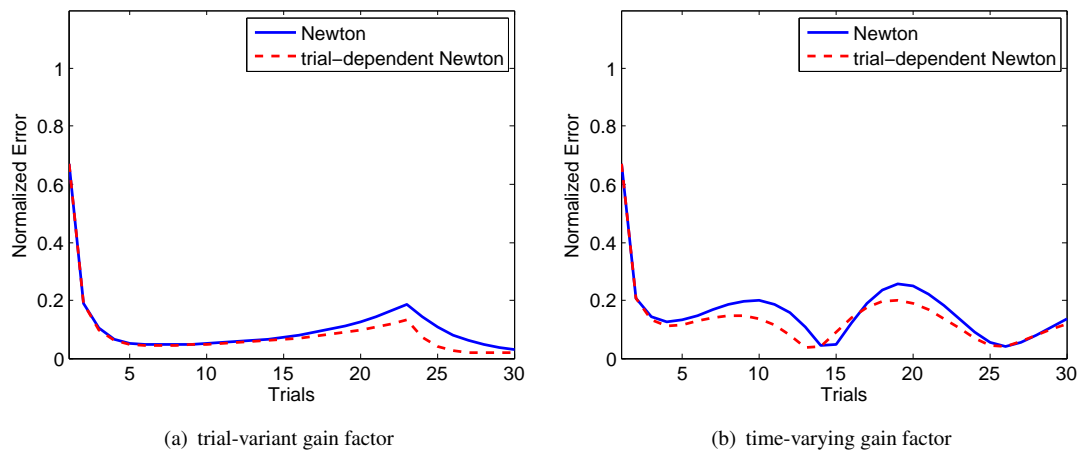 Newton
trial-dependent Newton
1
0.8
0.6
0.4
0.2
0
Normalized Error
5
10
15
20
25
30
Trials
(a) trial-variant gain factor
Newton
trial-dependent Newton
1
0.8
0.6
0.4
0.2
0
Normalized Error
5
10
15
20
25
30
Trials
(b) time-varying gain factor